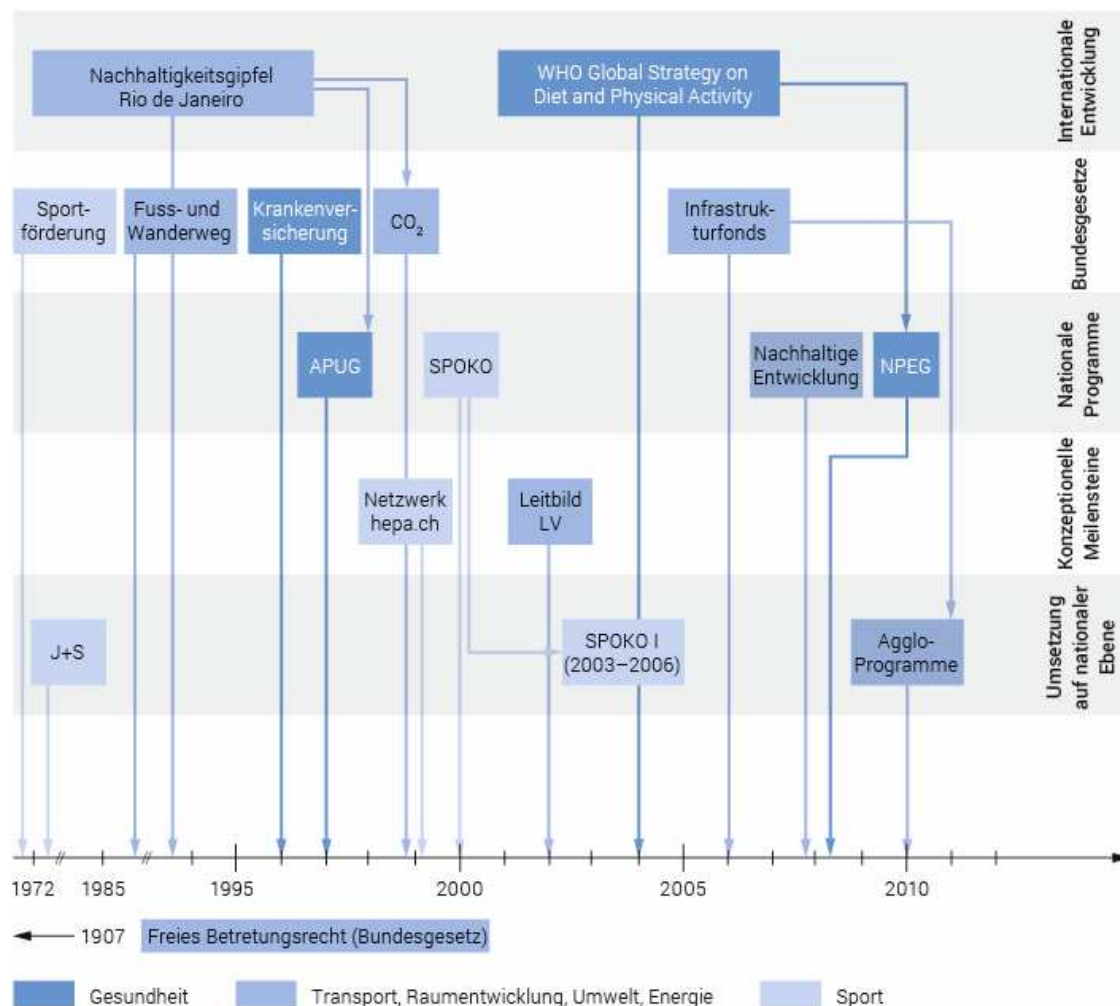 Nachhaltigkeitsgipfel
Rio de Janeiro
WHO Global Strategy on
Diet and Physical Activity
Internationale
Entwicklung
Sport-
förderung
Fuss- und
Wanderweg
Krankenver-
sicherung
CO₂
Infrastruk-
turfonds
Bundesgesetze
APUG
SPOKO
Nachhaltige
Entwicklung
NPEG
Nationale
Programme
Netzwerk
hepa.ch
Leitbild
LV
Konzeptionelle
Meilensteine
J+S
SPOKO I
(2003–2006)
Agglo-
Programme
Umsetzung
auf nationaler
Ebene
1972
1985
1995
2000
2005
2010
1907
Freies Betretungsrecht (Bundesgesetz)
Gesundheit
Transport, Raumentwicklung, Umwelt, Energie
Sport